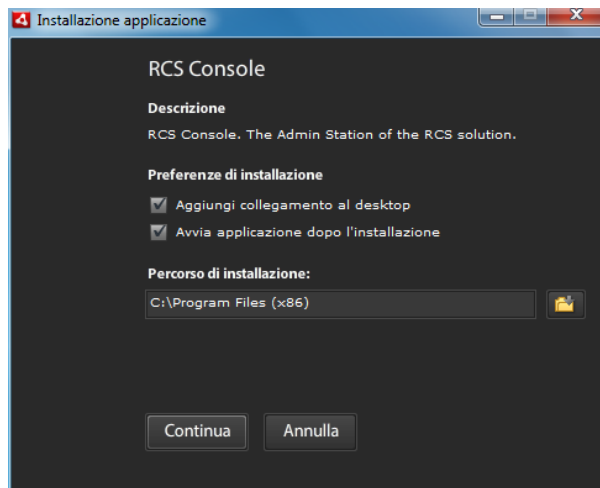 Installazione applicazione
RCS Console
Descrizione
RCS Console. The Admin Station of the RCS solution.
Preferenze di installazione
Aggiungi collegamento al desktop
Avvia applicazione dopo l'installazione
Percorso di installazione:
C:\Program Files (x86)
Continua Annulla